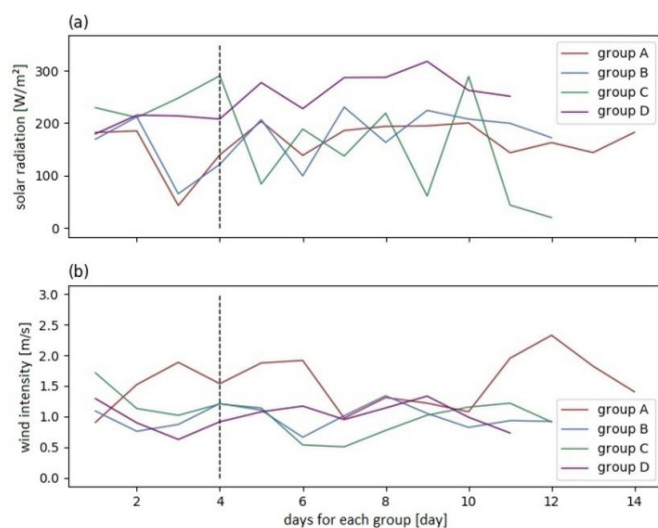 (a)
solar radiation [W/m²]
300
200
100
0
group A
group B
group C
group D
(b)
wind intensity [m/s]
3.0
2.5
2.0
1.5
1.0
0.5
0.0
group A
group B
group C
group D
2 4 6 8 10 12 14
days for each group [day]